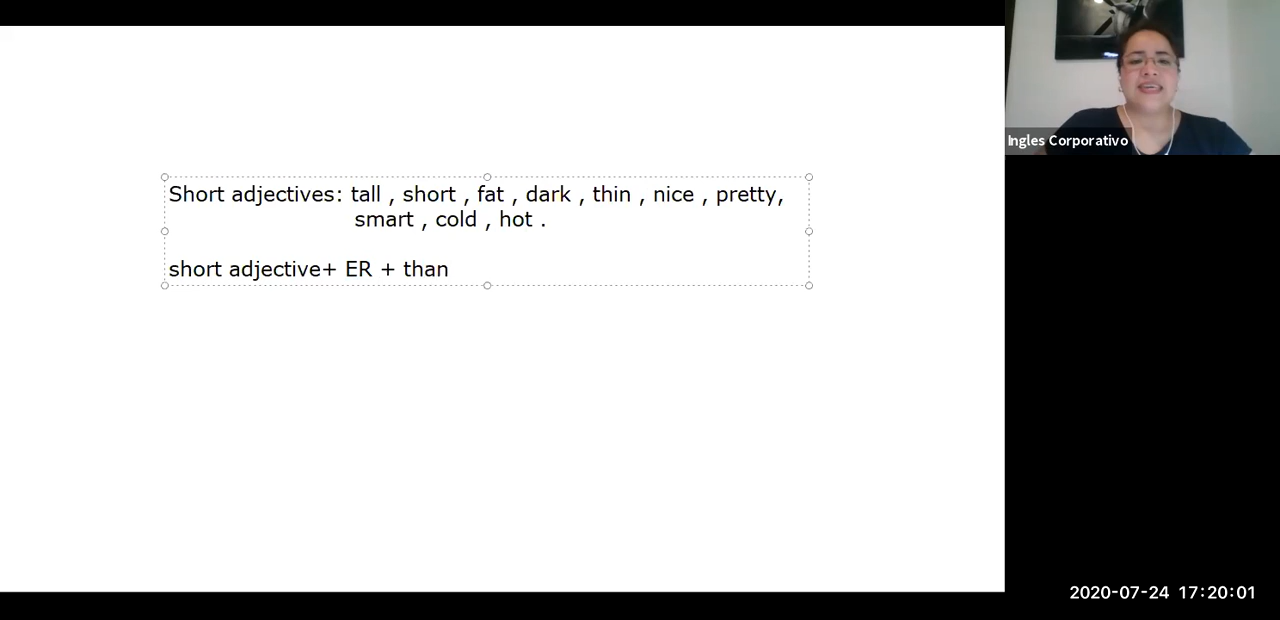 Ingles Corporativo
Short adjectives: tall , short , fat , dark , thin , nice , pretty,
smart , cold , hot .
short adjective+ ER + than
2020-07-24 17:20:01